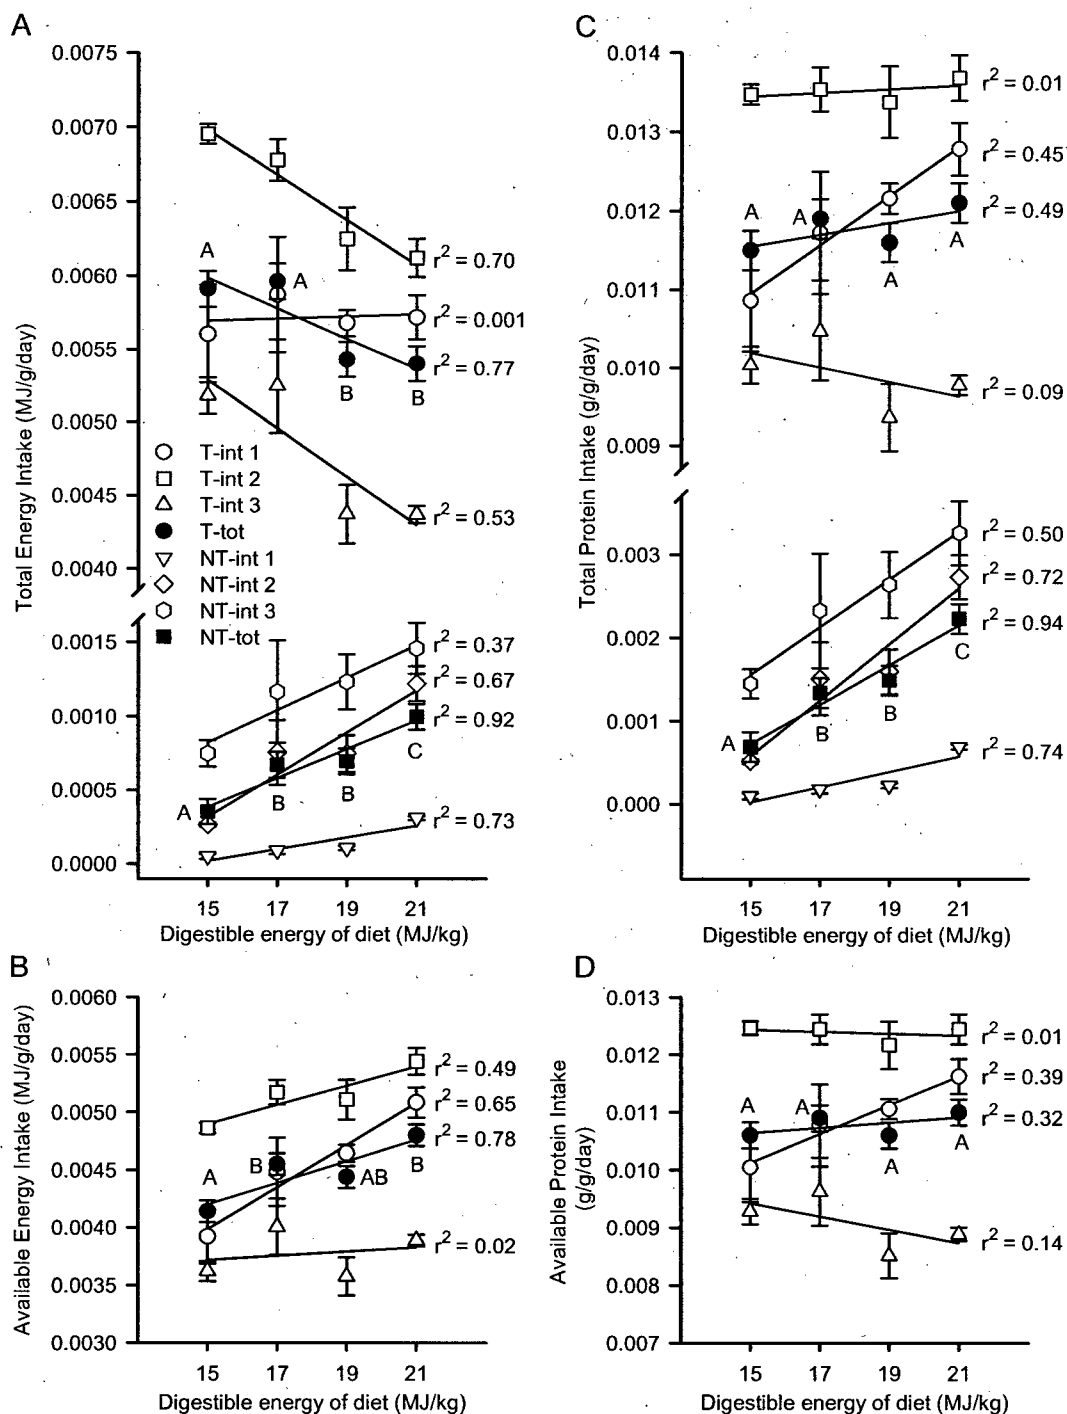 A
Total Energy Intake (MJ/g/day)
0.0075
0.0070
0.0065
0.0060
0.0055
0.0050
0.0045
0.0040
0.0015
0.0010
0.0005
0.0000
A
A
B
B
r² = 0.70
r² = 0.001
r² = 0.77
r² = 0.53
T-int 1
T-int 2
T-int 3
T-tot
NT-int 1
NT-int 2
NT-int 3
NT-tot
r² = 0.37
r² = 0.67
r² = 0.92
r² = 0.73
A
B
B
C
15 17 19 21
Digestible energy of diet (MJ/kg)
C
Total Protein Intake (g/g/day)
0.014
0.013
0.012
0.011
0.010
0.009
0.003
0.002
0.001
0.000
A
A
A
A
r² = 0.01
r² = 0.45
r² = 0.49
r² = 0.09
r² = 0.50
r² = 0.72
r² = 0.94
r² = 0.74
A
B
B
C
15 17 19 21
Digestible energy of diet (MJ/kg)
B
Available Energy Intake (MJ/g/day)
0.0060
0.0055
0.0050
0.0045
0.0040
0.0035
0.0030
A
B
AB
B
r² = 0.49
r² = 0.65
r² = 0.78
r² = 0.02
15 17 19 21
Digestible energy of diet (MJ/kg)
D
Available Protein Intake
(g/g/day)
0.013
0.012
0.011
0.010
0.009
0.008
0.007
A
A
A
A
r² = 0.01
r² = 0.39
r² = 0.32
r² = 0.14
15 17 19 21
Digestible energy of diet (MJ/kg)